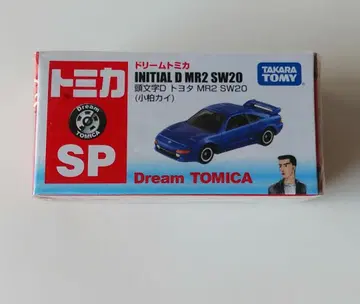 トミカ
Dream
TOMICA
SP
ドリームトミカ
INITIAL D MR2 SW20
頭文字D トヨタ MR2 SW20
(小柏カイ)
TAKARA
TOMY
Dream TOMICA